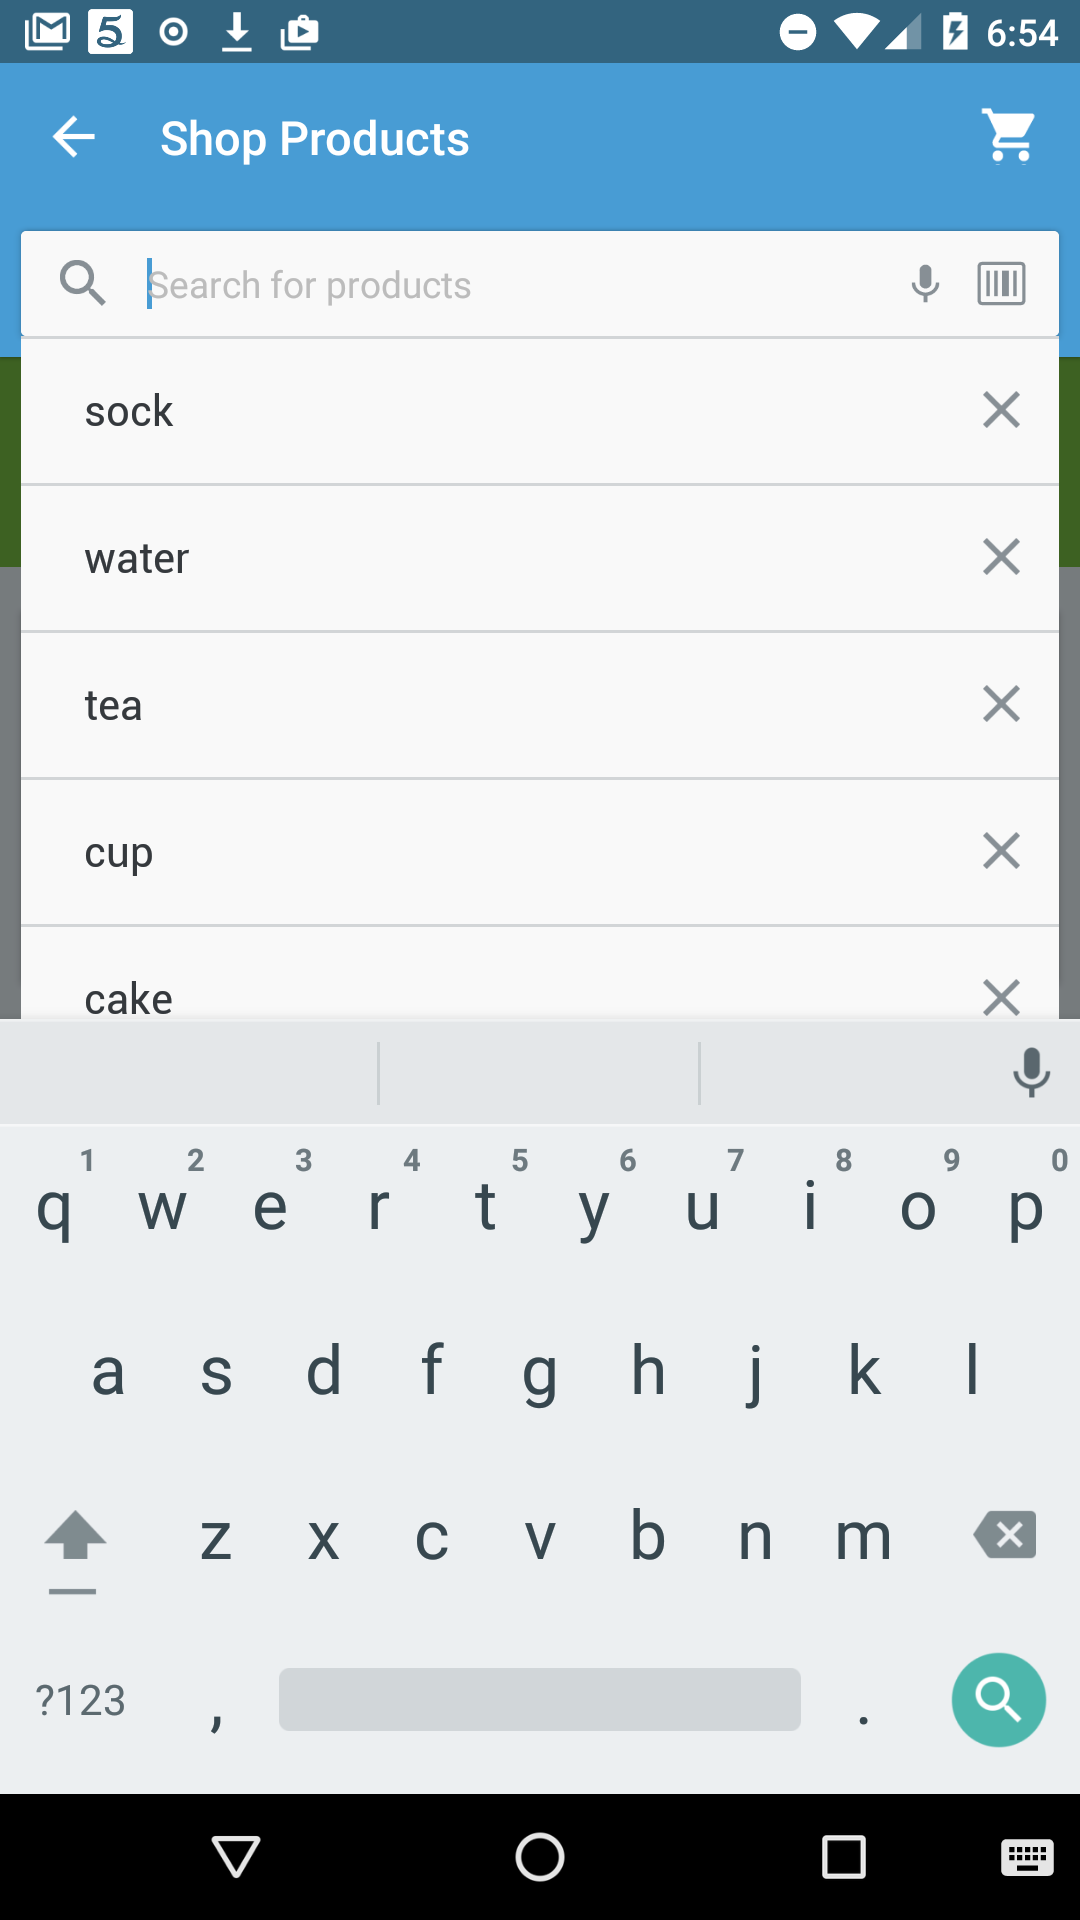 5 6:54
Shop Products
Search for products
sock
water
tea
cup
cake
1 2 3 4 5 6 7 8 9 0
q w e r t y u i o p
a s d f g h j k l
z x c v b n m
?123 , .